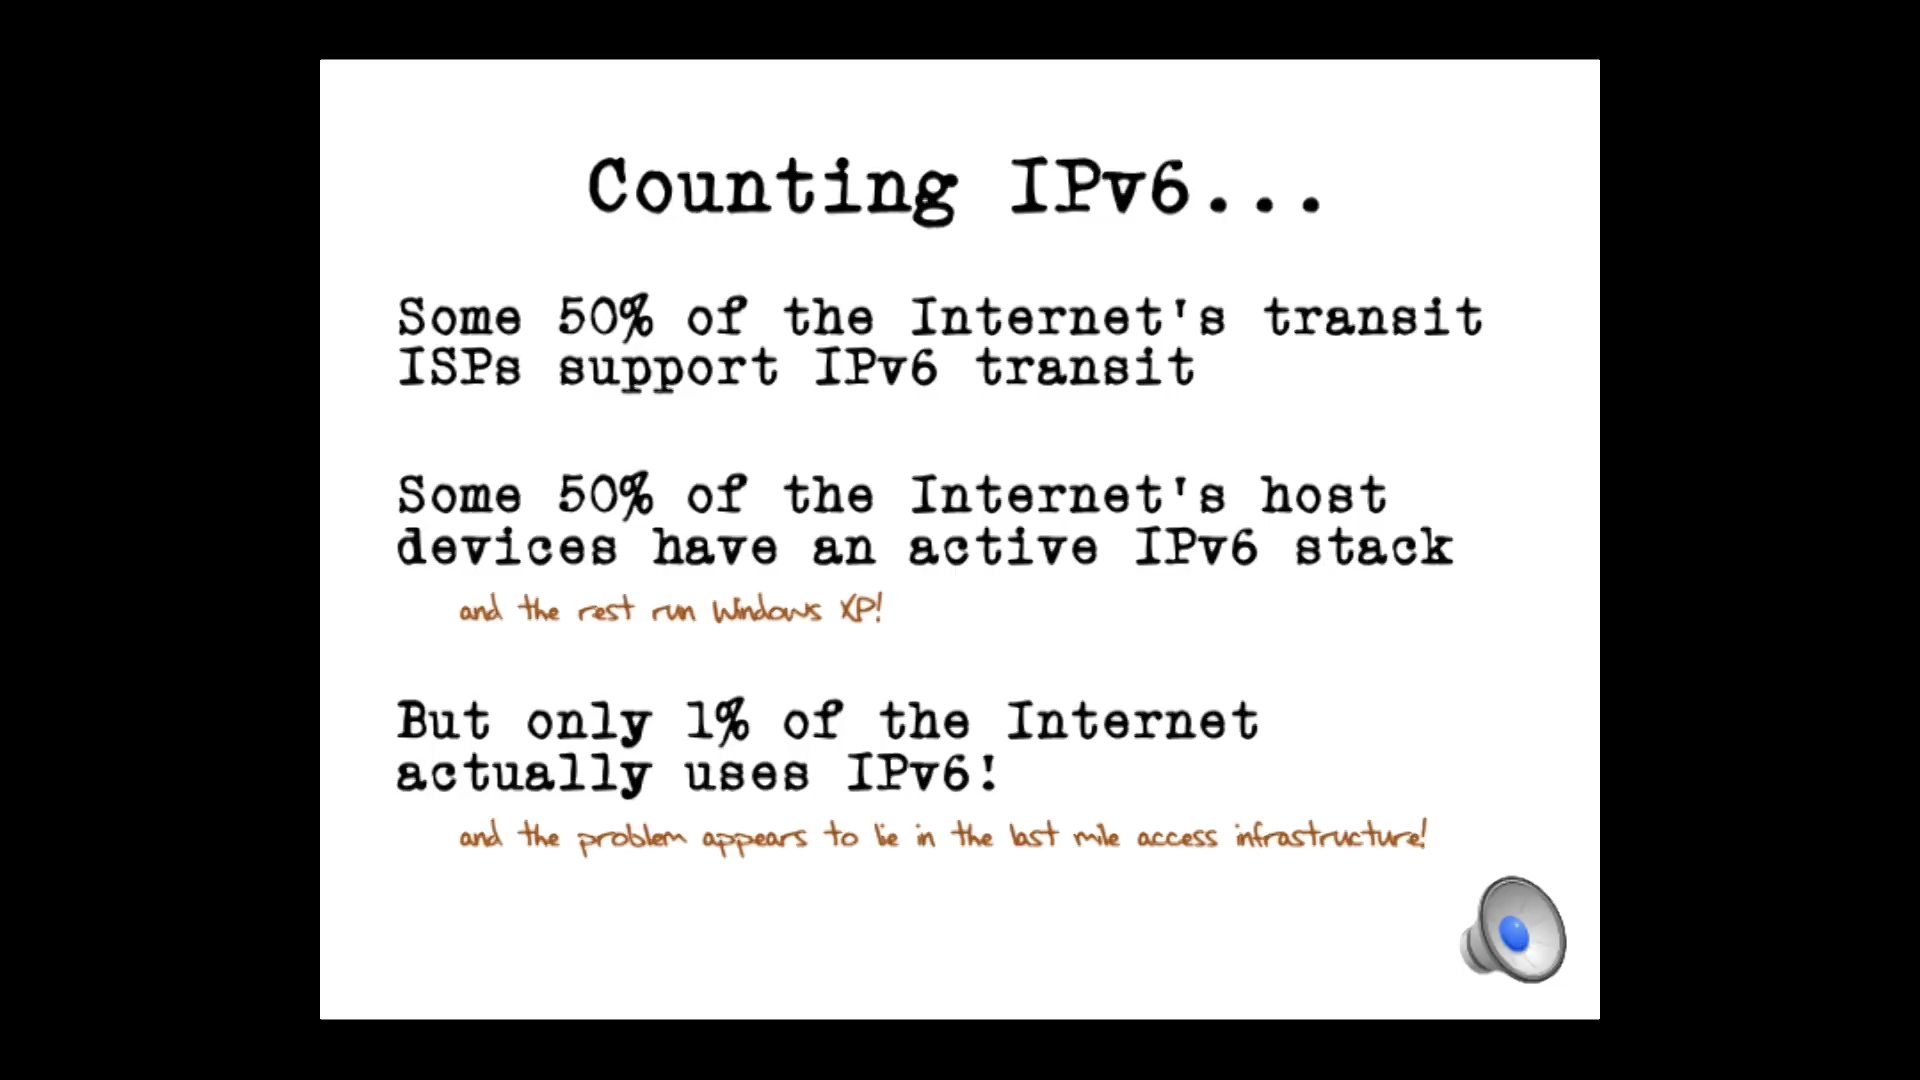 Counting IPv6...
Some 50% of the Internet's transit
ISPs support IPv6 transit
Some 50% of the Internet's host
devices have an active IPv6 stack
and the rest run Windows XP!
But only 1% of the Internet
actually uses IPv6!
and the problem appears to lie in the last mile access infrastructure!